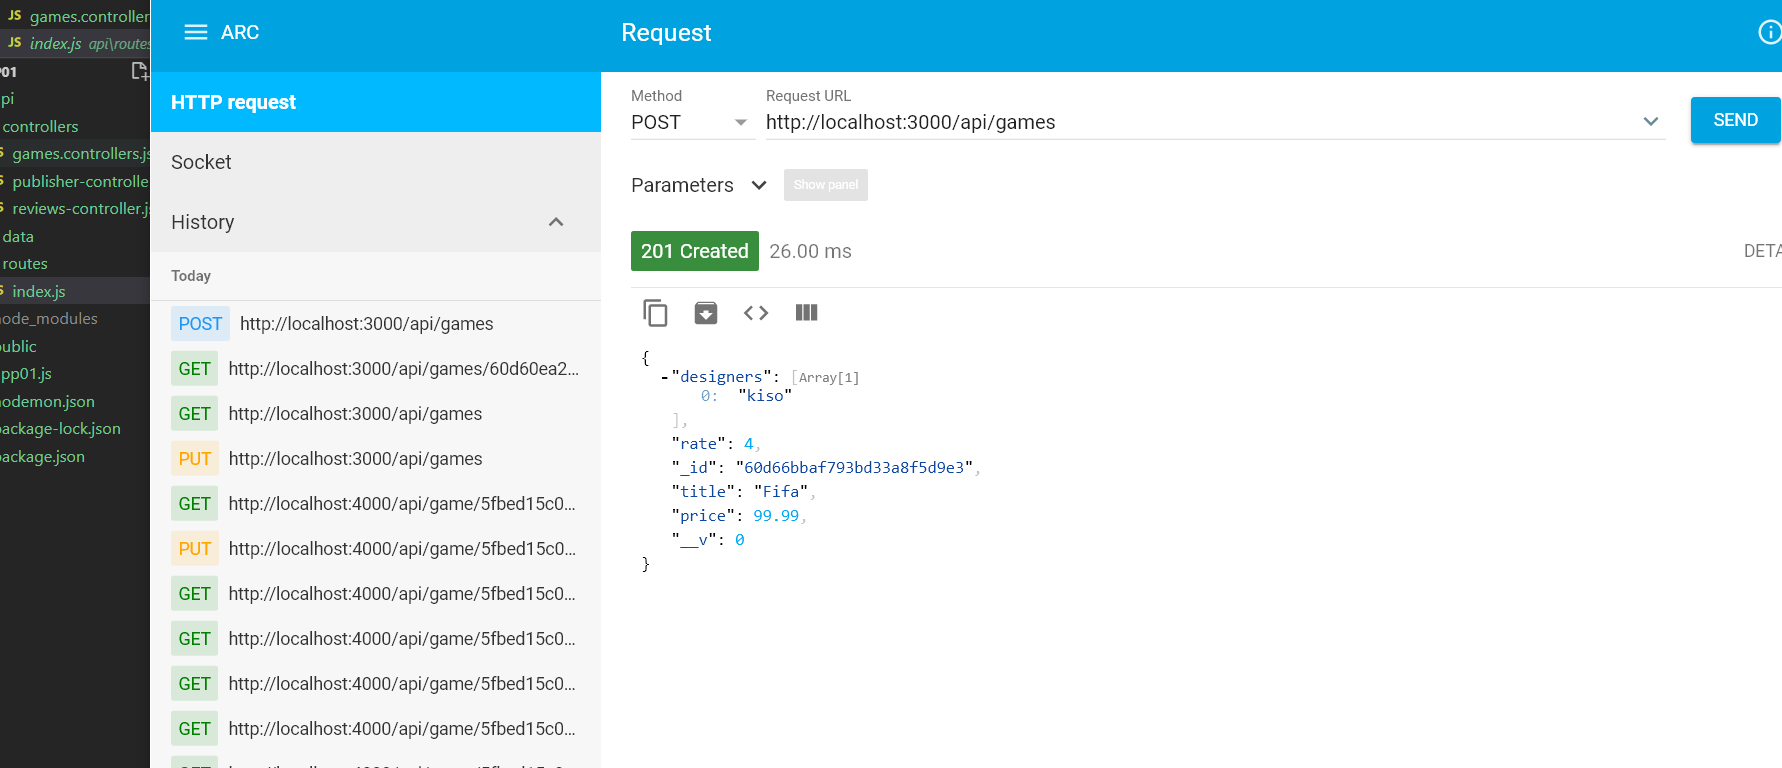 JS games.controller
JS index.js api\routes
P01
pi
controllers
games.controllers.js
publisher-controlle
reviews-controller.js
data
routes
index.js
node_modules
public
pp01.js
nodemon.json
package-lock.json
package.json
ARC
HTTP request
Socket
History
Today
POST http://localhost:3000/api/games
GET http://localhost:3000/api/games/60d60ea2...
GET http://localhost:3000/api/games
PUT http://localhost:3000/api/games
GET http://localhost:4000/api/game/5fbed15c0...
PUT http://localhost:4000/api/game/5fbed15c0...
GET http://localhost:4000/api/game/5fbed15c0...
GET http://localhost:4000/api/game/5fbed15c0...
GET http://localhost:4000/api/game/5fbed15c0...
GET http://localhost:4000/api/game/5fbed15c0...
Request
Method
Request URL
POST
http://localhost:3000/api/games
SEND
Parameters
Show panel
201 Created 26.00 ms
DETA
{
-"designers": [Array[1]
0: "kiso"
],
"rate": 4,
"_id": "60d66bbaf793bd33a8f5d9e3",
"title": "Fifa",
"price": 99.99,
"__v": 0
}